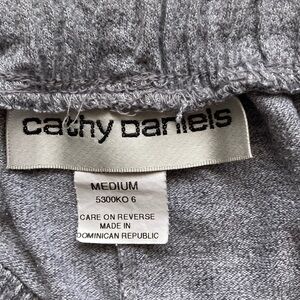 cathy Daniels
MEDIUM
5300KO 6
CARE ON REVERSE
MADE IN
DOMINICAN REPUBLIC